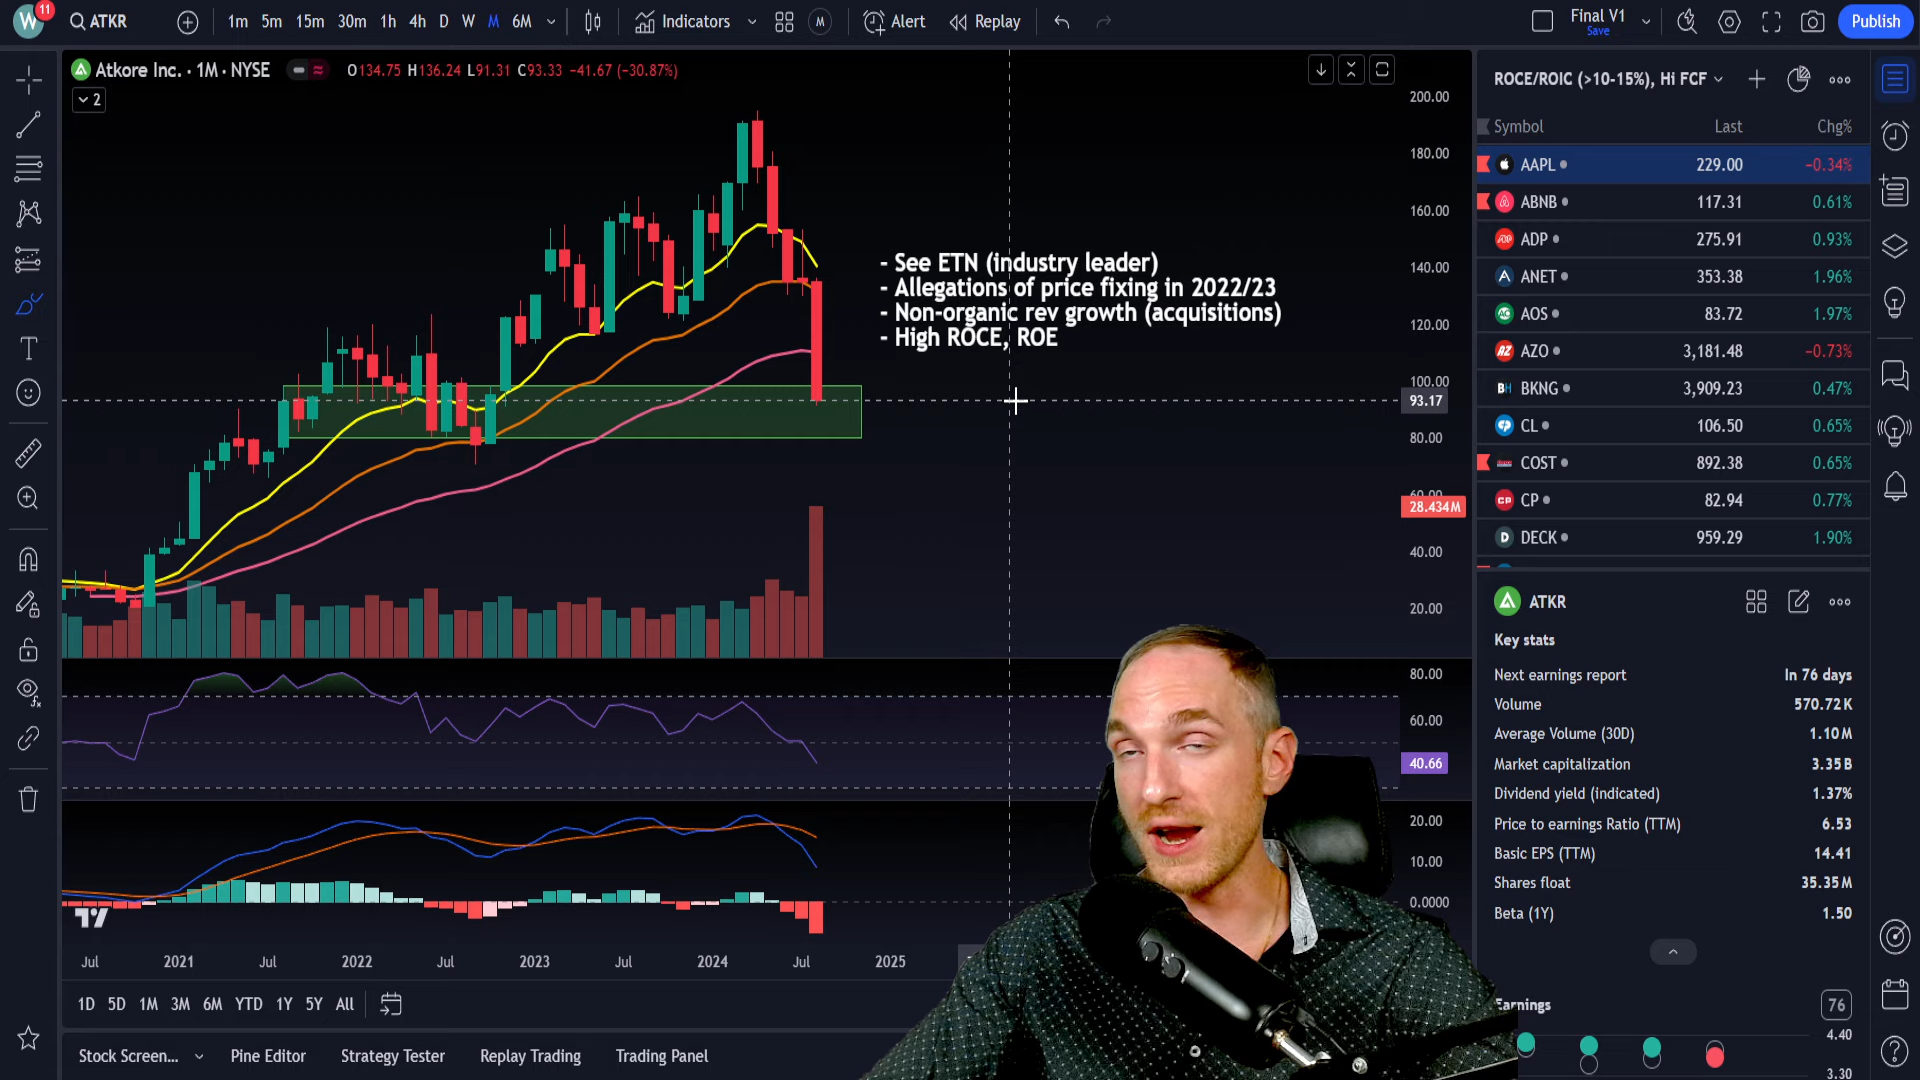 W
11
ATKR
1m 5m 15m 30m 1h 4h D W M 6M
Indicators
M
Alert
Replay
Final V1
Save
Publish
Atkore Inc. · 1M · NYSE
O134.75 H136.24 L91.31 C93.33 −41.67 (−30.87%)
2
- See ETN (industry leader)
- Allegations of price fixing in 2022/23
- Non-organic rev growth (acquisitions)
- High ROCE, ROE
200.00
180.00
160.00
140.00
120.00
100.00
93.17
80.00
60.00
28.434M
40.00
20.00
80.00
60.00
40.66
20.00
10.00
0.0000
Jul 2021 Jul 2022 Jul 2023 Jul 2024 Jul 2025
1D 5D 1M 3M 6M YTD 1Y 5Y All
Stock Screen... Pine Editor Strategy Tester Replay Trading Trading Panel
ROCE/ROIC (>10-15%), Hi FCF
Symbol Last Chg%
AAPL 229.00 −0.34%
ABNB 117.31 0.61%
ADP 275.91 0.93%
ANET 353.38 1.96%
AOS 83.72 1.97%
AZO 3,181.48 −0.73%
BKNG 3,909.23 0.47%
CL 106.50 0.65%
COST 892.38 0.65%
CP 82.94 0.77%
DECK 959.29 1.90%
ATKR
Key stats
Next earnings report In 76 days
Volume 570.72K
Average Volume (30D) 1.10M
Market capitalization 3.35B
Dividend yield (indicated) 1.37%
Price to earnings Ratio (TTM) 6.53
Basic EPS (TTM) 14.41
Shares float 35.35M
Beta (1Y) 1.50
Earnings 76
4.40
3.30